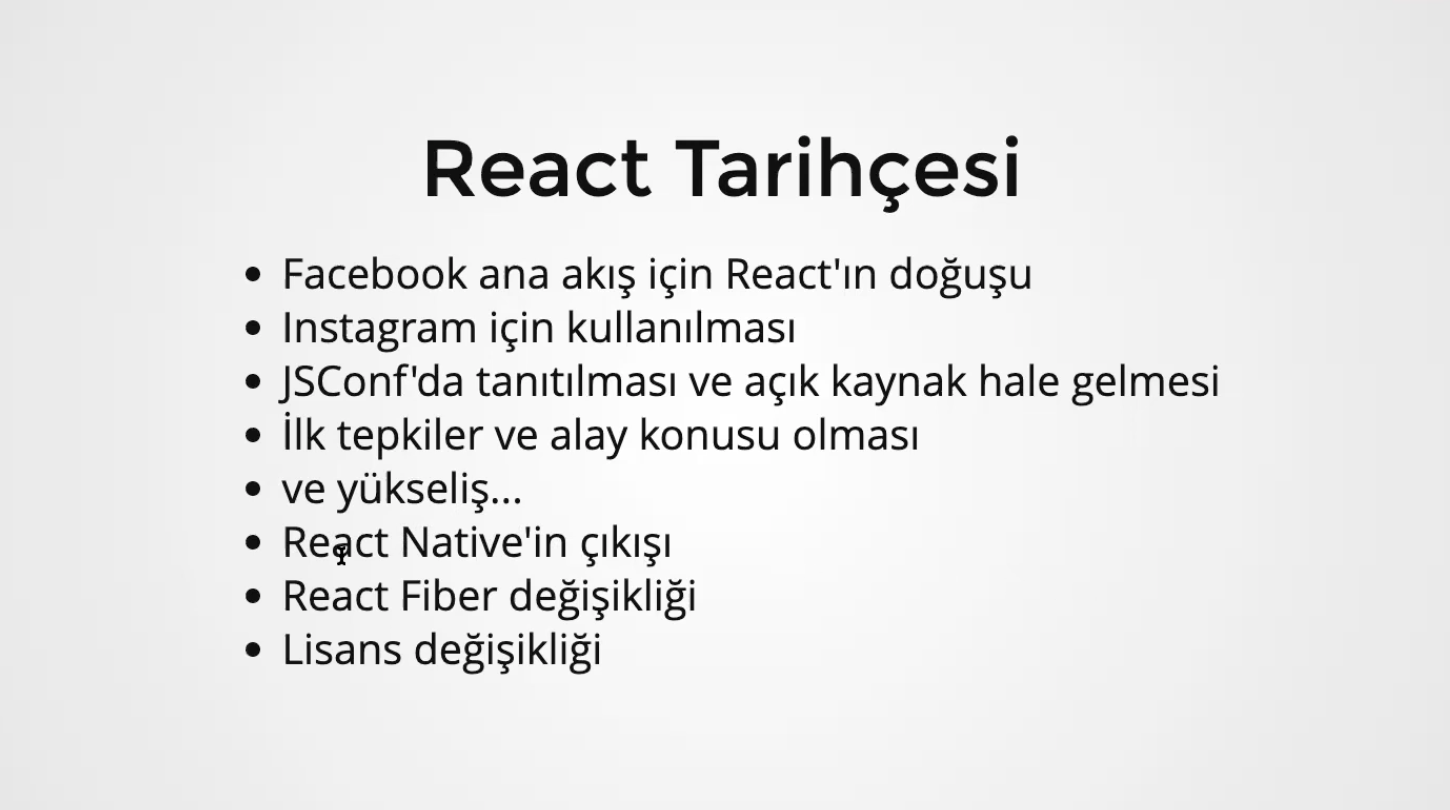 React Tarihçesi
• Facebook ana akış için React'ın doğuşu
• Instagram için kullanılması
• JSConf'da tanıtılması ve açık kaynak hale gelmesi
• İlk tepkiler ve alay konusu olması
• ve yükseliş...
• React Native'in çıkışı
• React Fiber değişikliği
• Lisans değişikliği